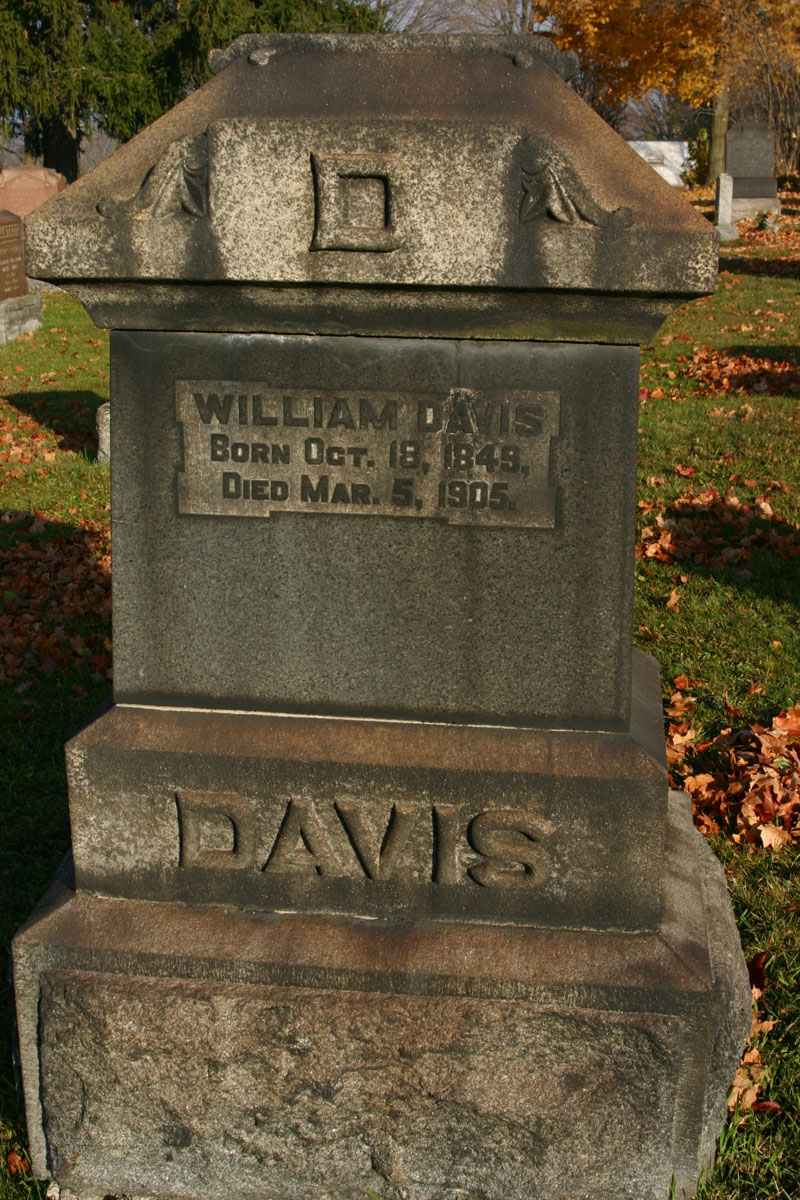 D
WILLIAM DAVIS
BORN OCT. 18, 1849,
DIED MAR. 5, 1905.
DAVIS